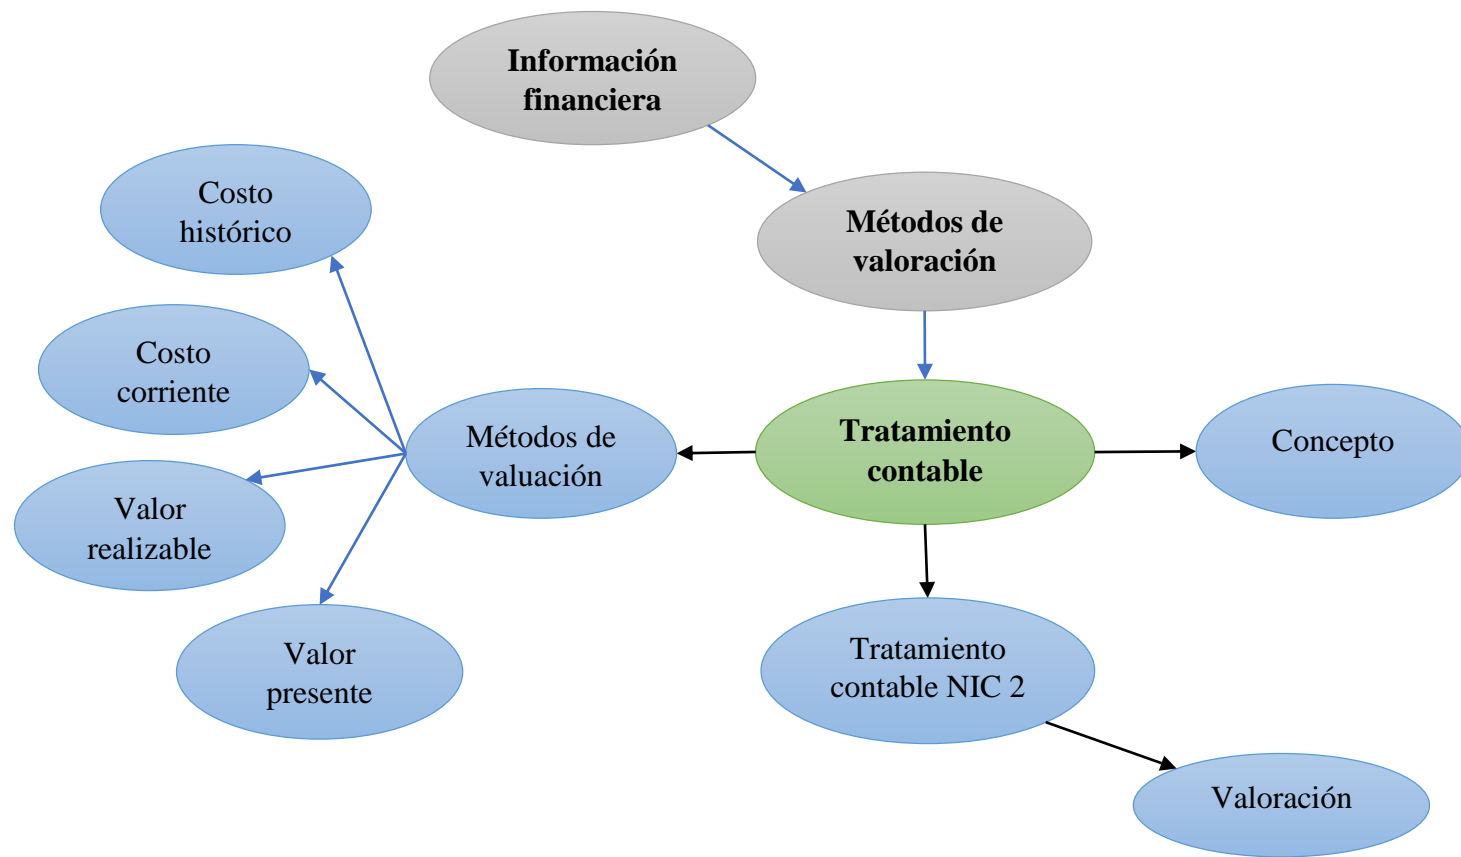 Información
financiera
Costo
histórico
Métodos de
valoración
Costo
corriente
Métodos de
valuación
Tratamiento
contable
Concepto
Valor
realizable
Valor
presente
Tratamiento
contable NIC 2
Valoración